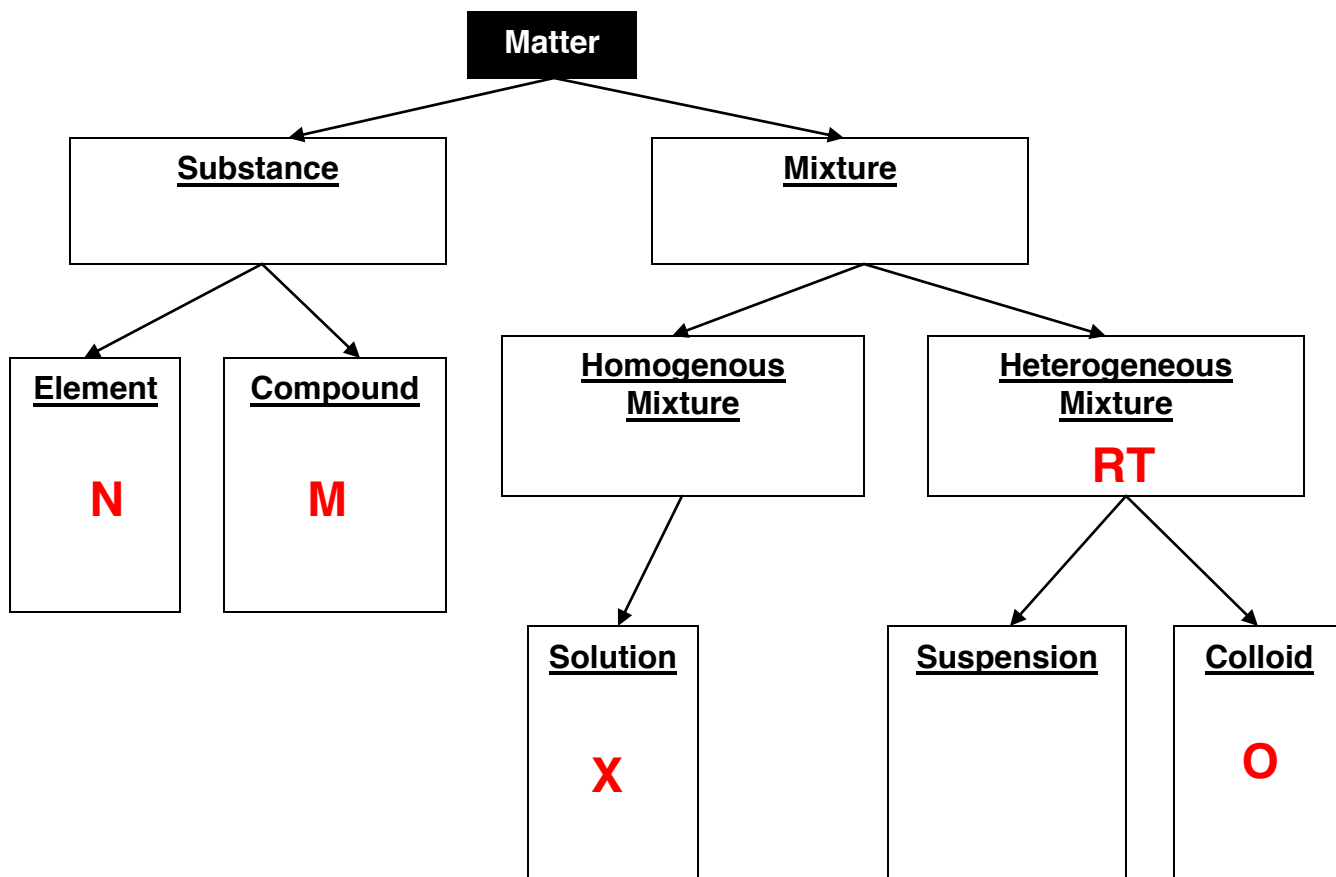 Matter
Substance
Mixture
Element
N
Compound
M
Homogenous
Mixture
Heterogeneous
Mixture
RT
Solution
X
Suspension
Colloid
O